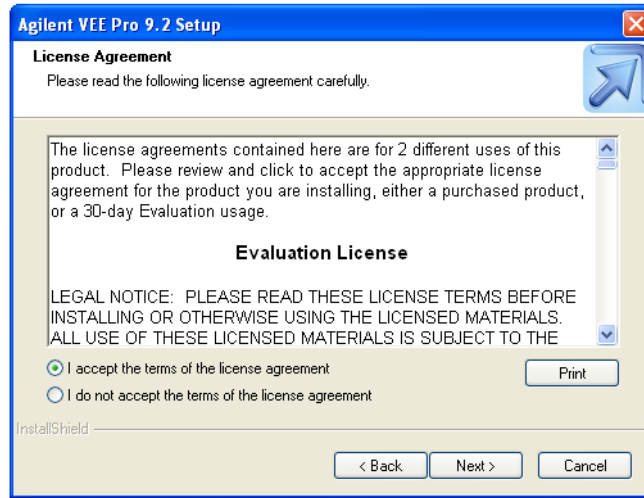 Agilent VEE Pro 9.2 Setup
License Agreement
Please read the following license agreement carefully.
The license agreements contained here are for 2 different uses of this
product.  Please review and click to accept the appropriate license
agreement for the product you are installing, either a purchased product,
or a 30-day Evaluation usage.
Evaluation License
LEGAL NOTICE:  PLEASE READ THESE LICENSE TERMS BEFORE
INSTALLING OR OTHERWISE USING THE LICENSED MATERIALS.
ALL USE OF THESE LICENSED MATERIALS IS SUBJECT TO THE
I accept the terms of the license agreement
Print
I do not accept the terms of the license agreement
InstallShield
< Back
Next >
Cancel